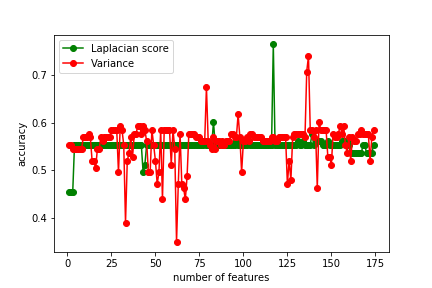 Laplacian score
Variance
accuracy
0.7
0.6
0.5
0.4
0 25 50 75 100 125 150 175
number of features